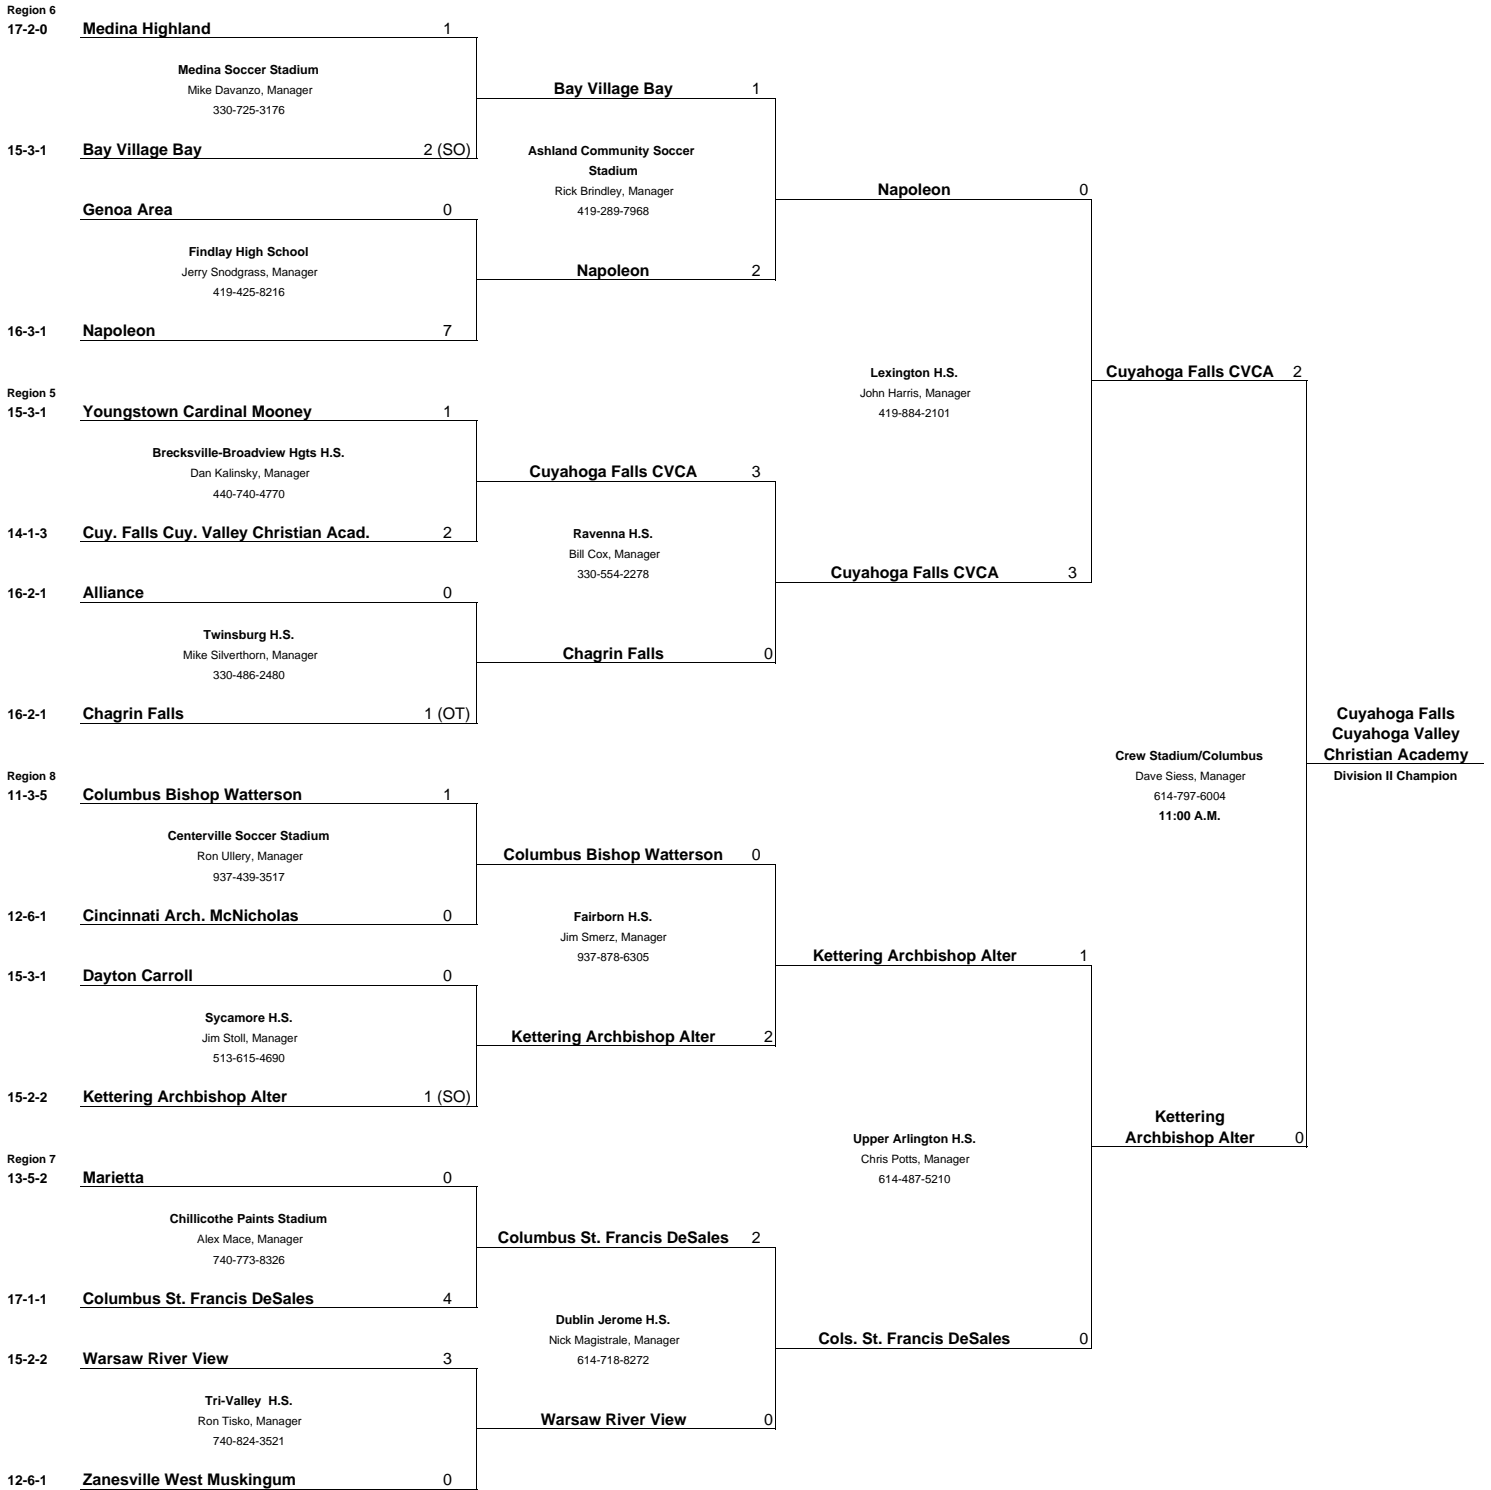 Region 6
17-2-0 Medina Highland 1
Medina Soccer Stadium
Mike Davanzo, Manager
330-725-3176
15-3-1 Bay Village Bay 2 (SO)
Genoa Area 0
Findlay High School
Jerry Snodgrass, Manager
419-425-8216
16-3-1 Napoleon 7
Region 5
15-3-1 Youngstown Cardinal Mooney 1
Brecksville-Broadview Hgts H.S.
Dan Kalinsky, Manager
440-740-4770
14-1-3 Cuy. Falls Cuy. Valley Christian Acad. 2
16-2-1 Alliance 0
Twinsburg H.S.
Mike Silverthorn, Manager
330-486-2480
16-2-1 Chagrin Falls 1 (OT)
Region 8
11-3-5 Columbus Bishop Watterson 1
Centerville Soccer Stadium
Ron Ullery, Manager
937-439-3517
12-6-1 Cincinnati Arch. McNicholas 0
15-3-1 Dayton Carroll 0
Sycamore H.S.
Jim Stoll, Manager
513-615-4690
15-2-2 Kettering Archbishop Alter 1 (SO)
Region 7
13-5-2 Marietta 0
Chillicothe Paints Stadium
Alex Mace, Manager
740-773-8326
17-1-1 Columbus St. Francis DeSales 4
15-2-2 Warsaw River View 3
Tri-Valley H.S.
Ron Tisko, Manager
740-824-3521
12-6-1 Zanesville West Muskingum 0
Bay Village Bay 1
Ashland Community Soccer
Stadium
Rick Brindley, Manager
419-289-7968
Napoleon 2
Cuyahoga Falls CVCA 3
Ravenna H.S.
Bill Cox, Manager
330-554-2278
Chagrin Falls 0
Columbus Bishop Watterson 0
Fairborn H.S.
Jim Smerz, Manager
937-878-6305
Kettering Archbishop Alter 2
Columbus St. Francis DeSales 2
Dublin Jerome H.S.
Nick Magistrale, Manager
614-718-8272
Warsaw River View 0
Napoleon 0
Lexington H.S.
John Harris, Manager
419-884-2101
Cuyahoga Falls CVCA 3
Kettering Archbishop Alter 1
Upper Arlington H.S.
Chris Potts, Manager
614-487-5210
Cols. St. Francis DeSales 0
Cuyahoga Falls CVCA 2
Crew Stadium/Columbus
Dave Siess, Manager
614-797-6004
11:00 A.M.
Kettering
Archbishop Alter 0
Cuyahoga Falls
Cuyahoga Valley
Christian Academy
Division II Champion